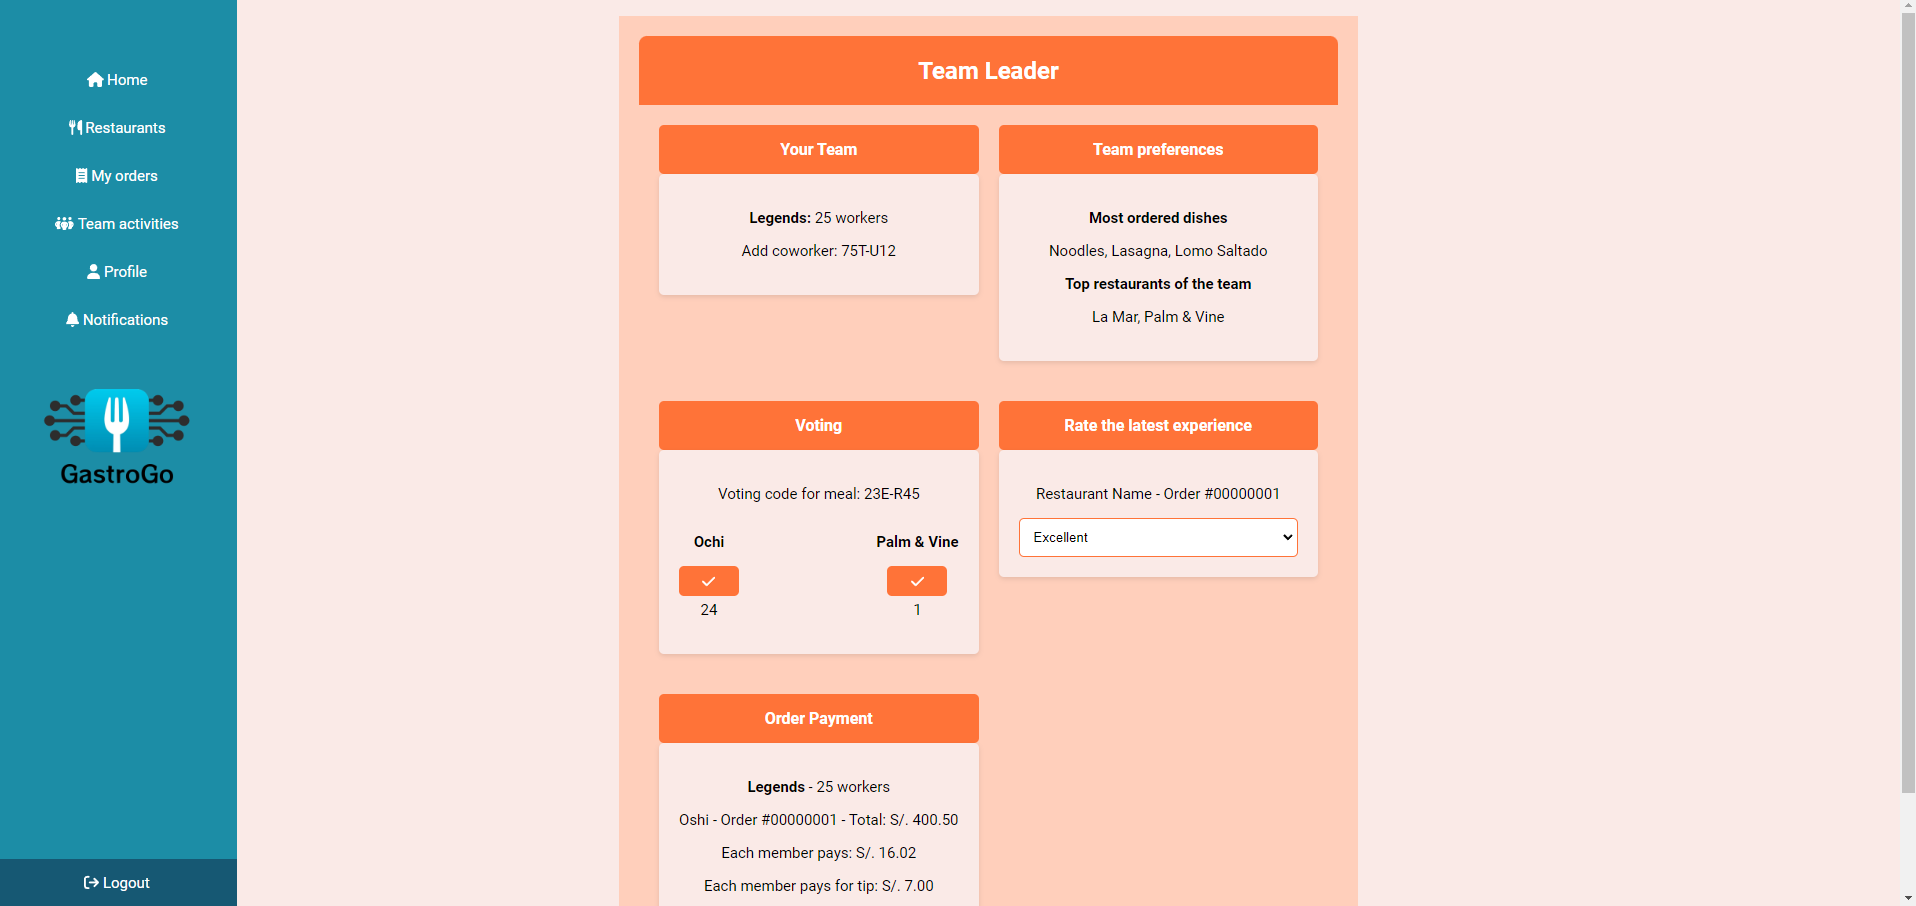 Home
Restaurants
My orders
Team activities
Profile
Notifications
GastroGo
Logout
Team Leader
Your Team
Legends: 25 workers
Add coworker: 75T-U12
Team preferences
Most ordered dishes
Noodles, Lasagna, Lomo Saltado
Top restaurants of the team
La Mar, Palm & Vine
Voting
Voting code for meal: 23E-R45
Ochi
24
Palm & Vine
1
Rate the latest experience
Restaurant Name - Order #00000001
Excellent
Order Payment
Legends - 25 workers
Oshi - Order #00000001 - Total: S/. 400.50
Each member pays: S/. 16.02
Each member pays for tip: S/. 7.00